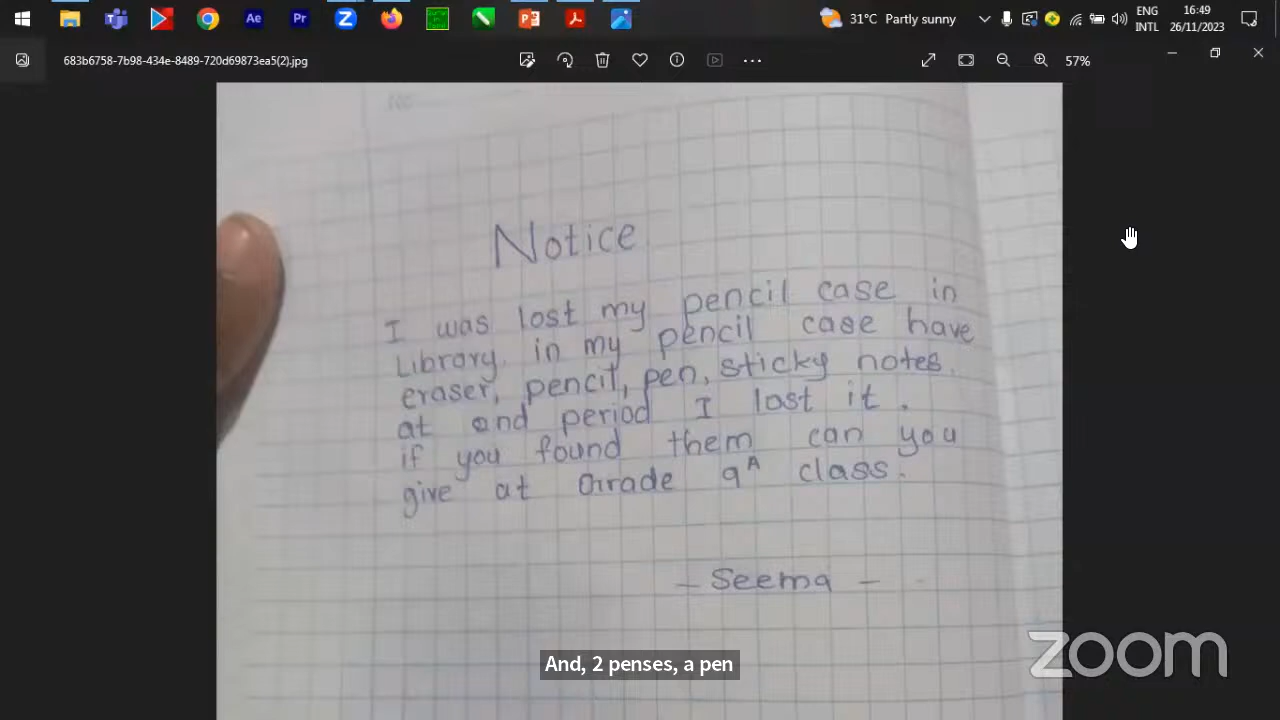 Ae
Pr
31°C Partly sunny
ENG
INTL
16:49
26/11/2023
683b6758-7b98-434e-8489-720d69873ea5(2).jpg
57%
Notice
I was lost my pencil case in
Library. in my pencil case have
eraser, pencil, pen, sticky notes.
at 2nd period I lost it.
if you found them can you
give at Grade 9A class.
- Seema -
And, 2 penses, a pen
zoom